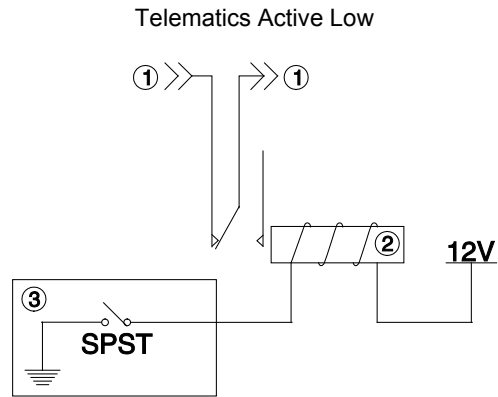 Telematics Active Low
① ①
② 12V
③
SPST